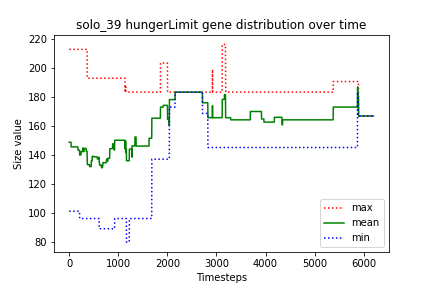 solo_39 hungerLimit gene distribution over time
220
200
180
160
140
120
100
80
Size value
0 1000 2000 3000 4000 5000 6000
Timesteps
max
mean
min